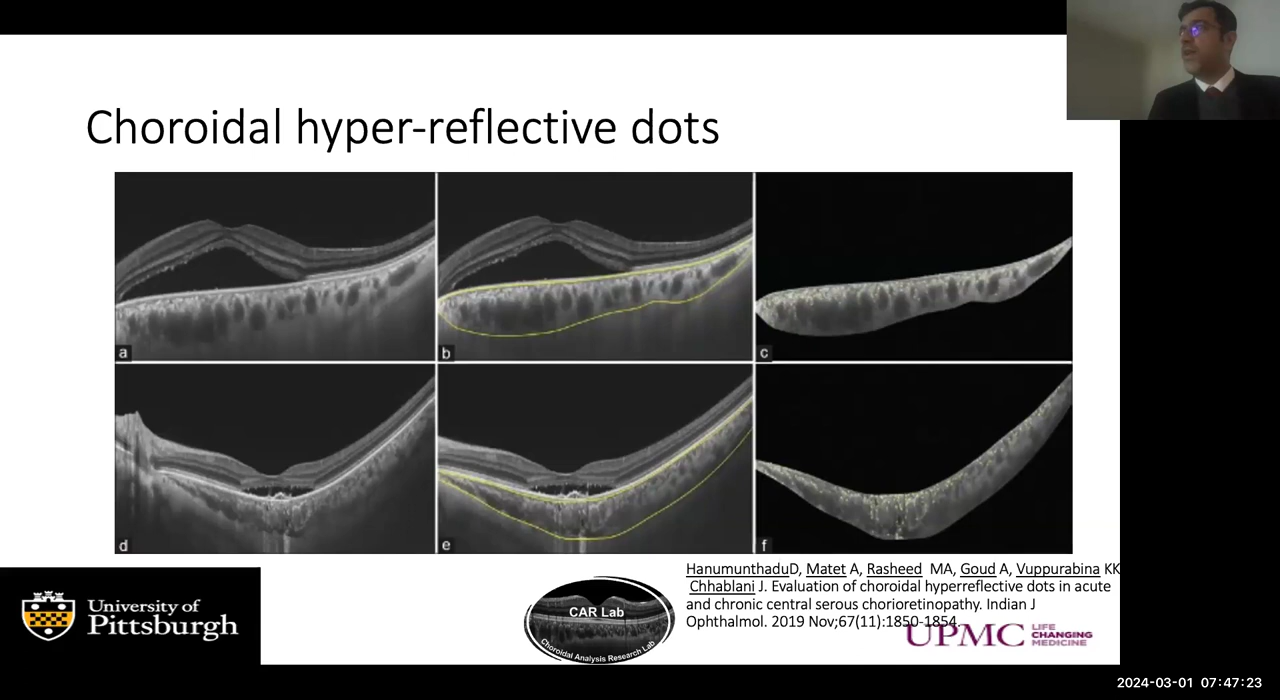 Choroidal hyper-reflective dots
a
b
c
d
e
f
HanumunthaduD, Matet A, Rasheed MA, Goud A, Vuppurabina KK
Chhablani J. Evaluation of choroidal hyperreflective dots in acute
and chronic central serous chorioretinopathy. Indian J
Ophthalmol. 2019 Nov;67(11):1850-1854.
University of
Pittsburgh
CAR Lab
Choroidal Analysis Research Lab
UPMC
LIFE
CHANGING
MEDICINE
2024-03-01 07:47:23